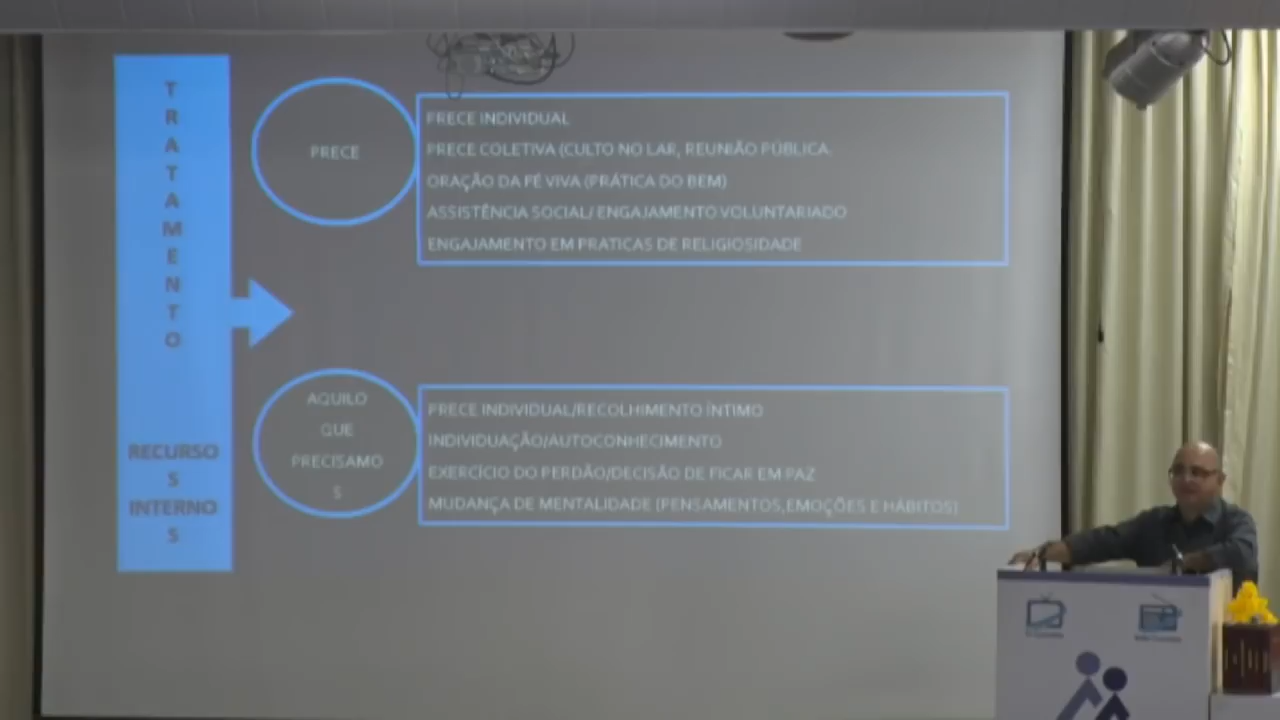 TRATAMENTO
RECURSO
S
INTERNO
S
PRECE
PRECE INDIVIDUAL
PRECE COLETIVA (CULTO NO LAR, REUNIÃO PÚBLICA.
ORAÇÃO DA FÉ VIVA (PRÁTICA DO BEM)
ASSISTÊNCIA SOCIAL/ ENGAJAMENTO VOLUNTARIADO
ENGAJAMENTO EM PRATICAS DE RELIGIOSIDADE
AQUILO
QUE
PRECISAMO
S
PRECE INDIVIDUAL/RECOLHIMENTO ÍNTIMO
INDIVIDUAÇÃO/AUTOCONHECIMENTO
EXERCÍCIO DO PERDÃO/DECISÃO DE FICAR EM PAZ
MUDANÇA DE MENTALIDADE (PENSAMENTOS,EMOÇÕES E HÁBITOS)